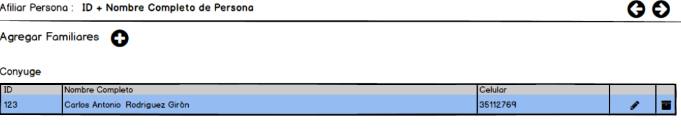 Afiliar Persona : ID + Nombre Completo de Persona
Agregar Familiares
Conyuge
ID Nombre Completo Celular
123 Carlos Antonio Rodriguez Girón 35112769